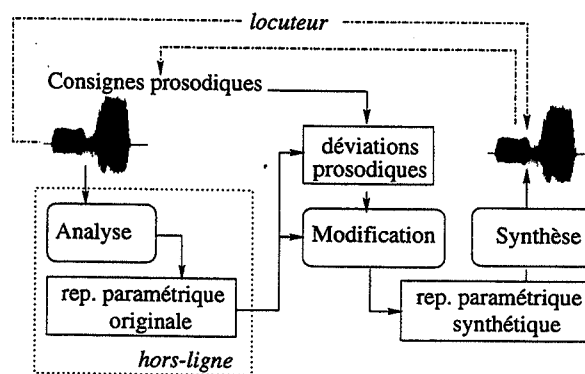 locuteur
Consignes prosodiques
déviations
prosodiques
Analyse
Modification
Synthèse
rep. paramétrique
originale
rep. paramétrique
synthétique
hors-ligne